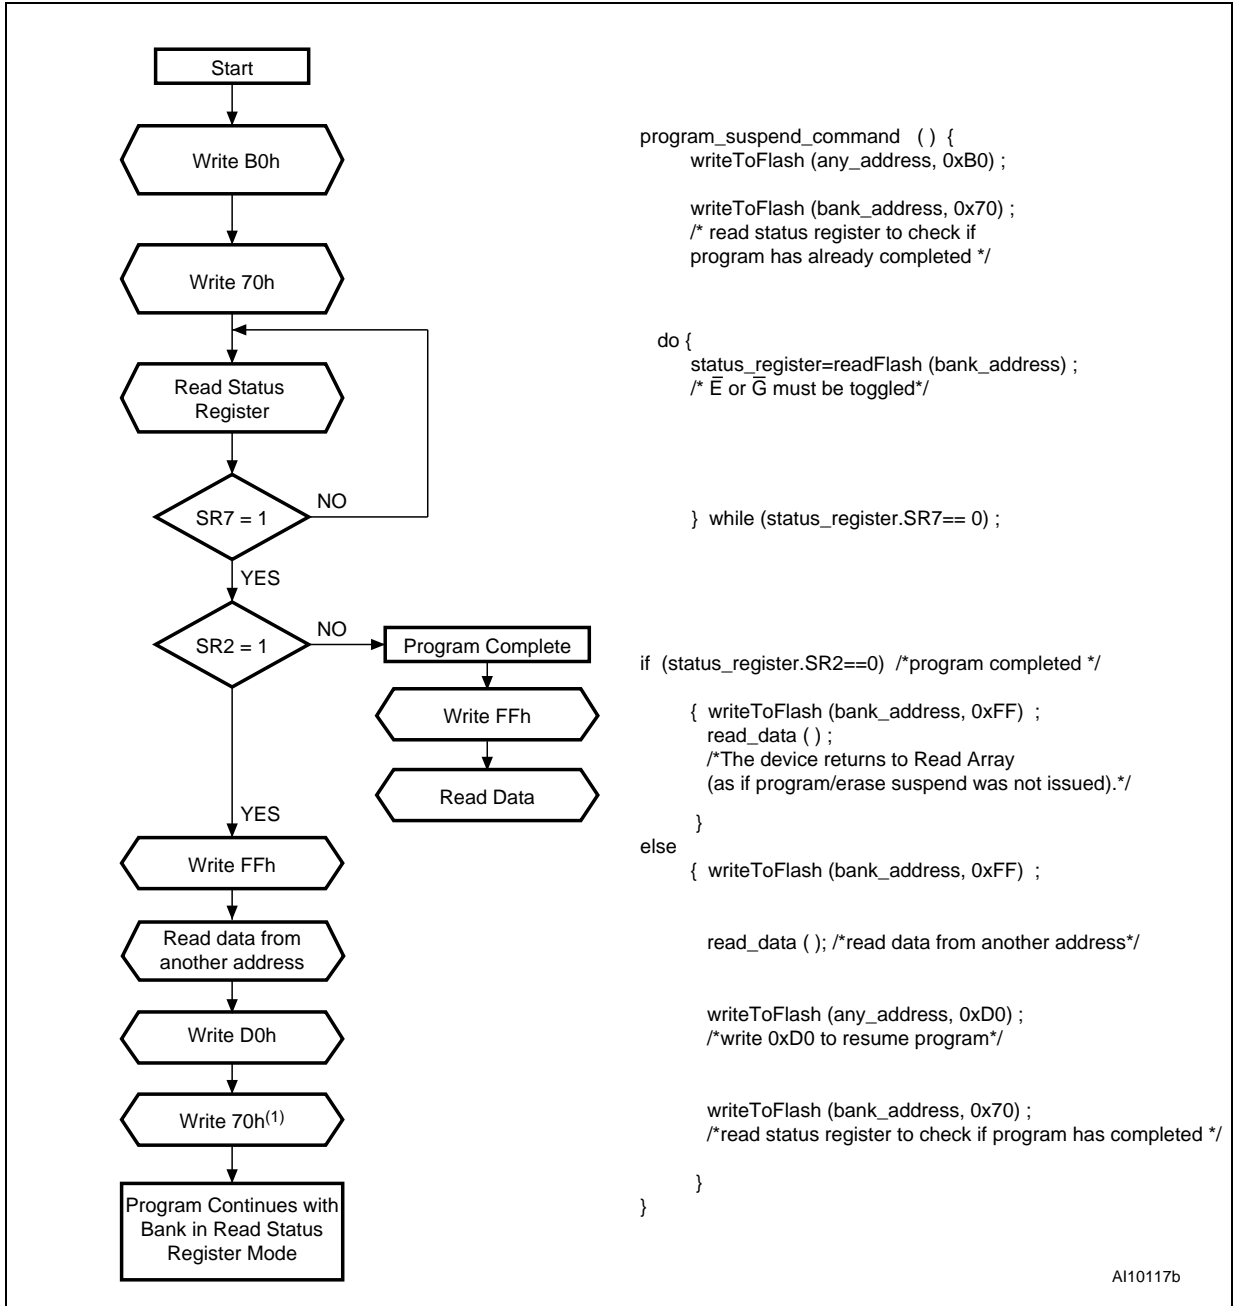 Start
Write B0h
Write 70h
Read Status
Register
SR7 = 1
NO
YES
SR2 = 1
NO
Program Complete
Write FFh
Read Data
YES
Write FFh
Read data from
another address
Write D0h
Write 70h(1)
Program Continues with
Bank in Read Status
Register Mode
program_suspend_command ( ) {
writeToFlash (any_address, 0xB0) ;
writeToFlash (bank_address, 0x70) ;
/* read status register to check if
program has already completed */
do {
status_register=readFlash (bank_address) ;
/* E̅ or G̅ must be toggled*/
} while (status_register.SR7== 0) ;
if (status_register.SR2==0) /*program completed */
{ writeToFlash (bank_address, 0xFF) ;
read_data ( ) ;
/*The device returns to Read Array
(as if program/erase suspend was not issued).*/
}
else
{ writeToFlash (bank_address, 0xFF) ;
read_data ( ); /*read data from another address*/
writeToFlash (any_address, 0xD0) ;
/*write 0xD0 to resume program*/
writeToFlash (bank_address, 0x70) ;
/*read status register to check if program has completed */
}
}
AI10117b